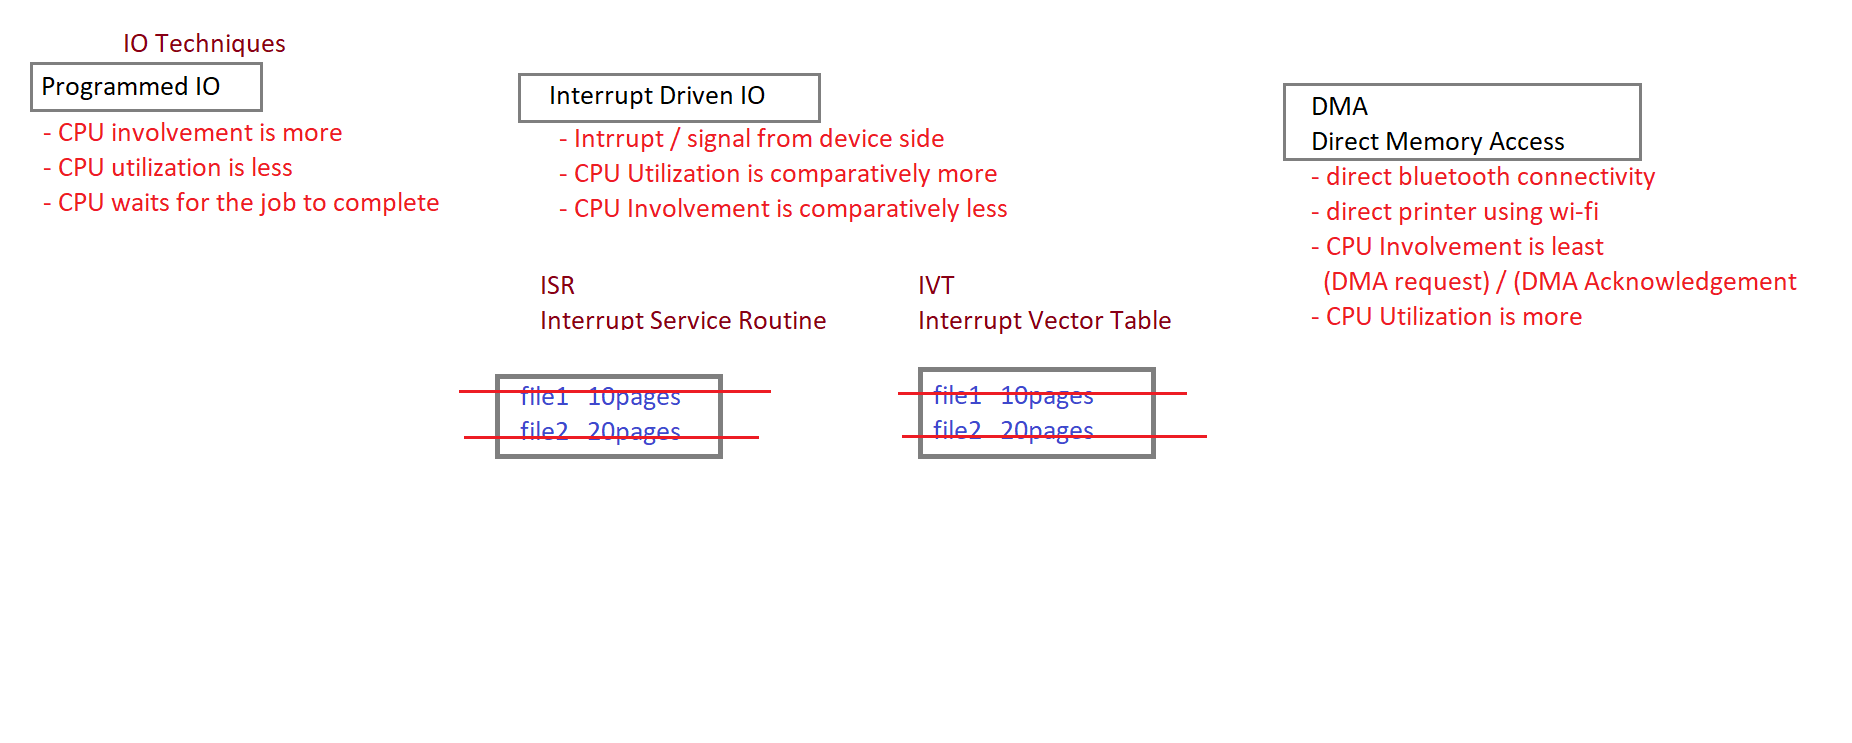 IO Techniques
Programmed IO
- CPU involvement is more
- CPU utilization is less
- CPU waits for the job to complete
Interrupt Driven IO
- Intrrupt / signal from device side
- CPU Utilization is comparatively more
- CPU Involvement is comparatively less
ISR
Interrupt Service Routine
file1 10pages
file2 20pages
IVT
Interrupt Vector Table
file1 10pages
file2 20pages
DMA
Direct Memory Access
- direct bluetooth connectivity
- direct printer using wi-fi
- CPU Involvement is least
(DMA request) / (DMA Acknowledgement
- CPU Utilization is more